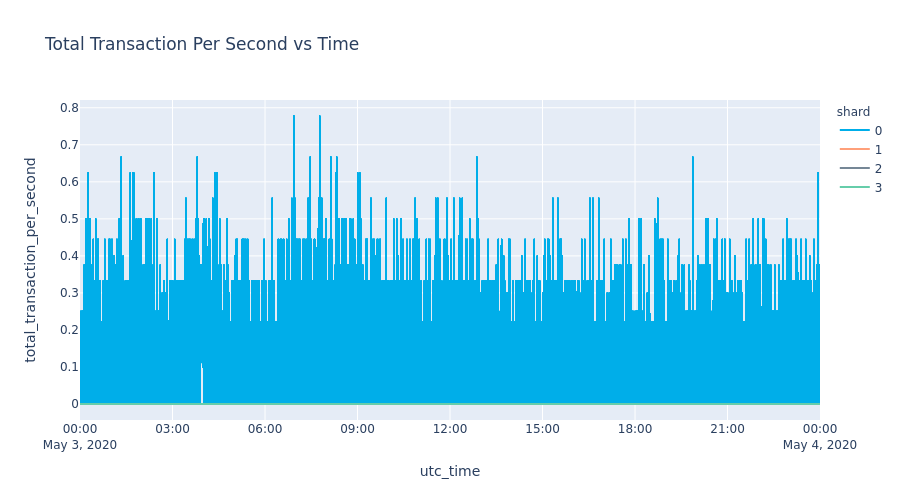 Total Transaction Per Second vs Time
shard
0
1
2
3
total_transaction_per_second
0.8
0.7
0.6
0.5
0.4
0.3
0.2
0.1
0
00:00 03:00 06:00 09:00 12:00 15:00 18:00 21:00 00:00
May 3, 2020 May 4, 2020
utc_time